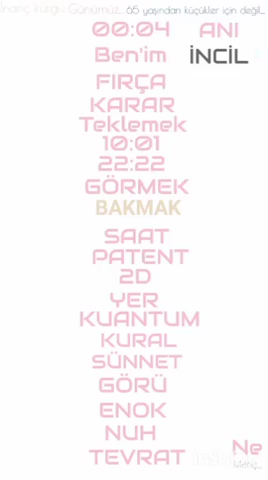 İnanç kurgu Günümüz... 65 yaşından küçükler için değil...
00:04 ANI
Ben'im İNCİL
FIRÇA
KARAR
Teklemek
10:01
22:22
GÖRMEK
BAKMAK
SAAT
PATENT
2D
YER
KUANTUM
KURAL
SÜNNET
GÖRÜ
ENOK
NUH
Ne
TEVRAT